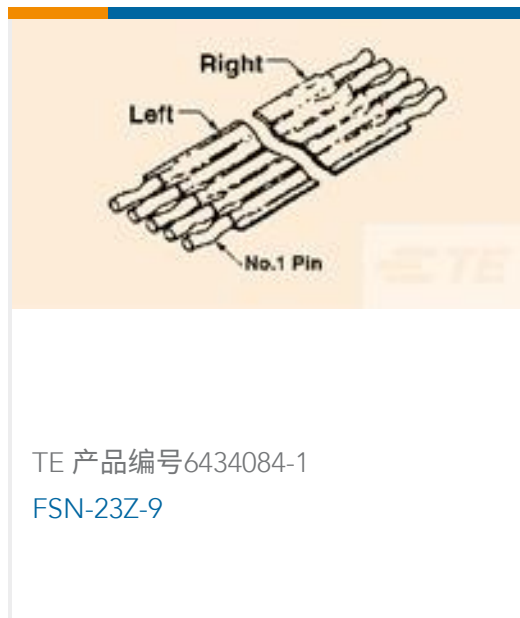 Right
Left
No.1 Pin
TE
TE 产品编号6434084-1
FSN-23Z-9